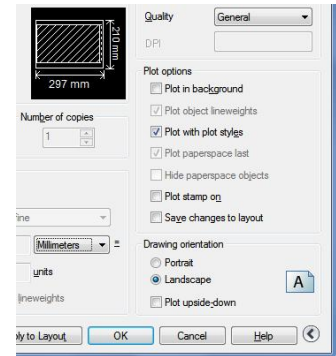 Quality General
210 mm
DPI
297 mm
Plot options
Plot in background
Number of copies
Plot object lineweights
1
Plot with plot styles
Plot paperspace last
Hide paperspace objects
Plot stamp on
Save changes to layout
Millimeters =
Drawing orientation
Portrait
units
Landscape
A
lineweights
Plot upside-down
to Layout OK Cancel Help